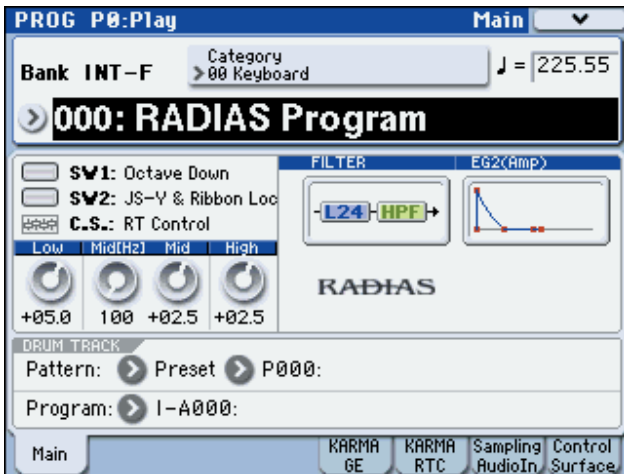 PROG P0:Play Main
Bank INT-F
Category
00 Keyboard
♩ = 225.55
000: RADIAS Program
SW1: Octave Down
SW2: JS-Y & Ribbon Loc
C.S.: RT Control
Low Mid[Hz] Mid High
+05.0 100 +02.5 +02.5
FILTER
L24 HPF
EG2(Amp)
RADIAS
DRUM TRACK
Pattern: Preset P000:
Program: I-A000:
Main
KARMA GE
KARMA RTC
Sampling AudioIn
Control Surface